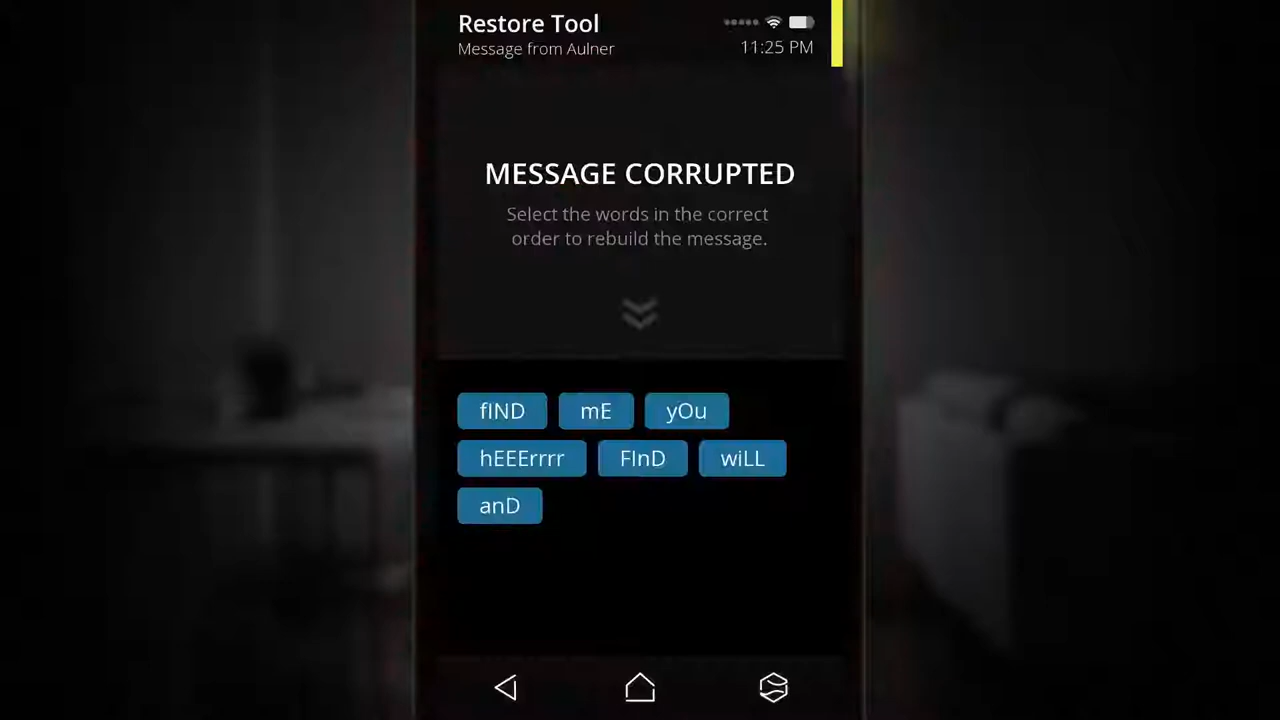 Restore Tool
Message from Aulner
11:25 PM
MESSAGE CORRUPTED
Select the words in the correct
order to rebuild the message.
fIND mE yOu
hEEErrrr FInD wiLL
anD